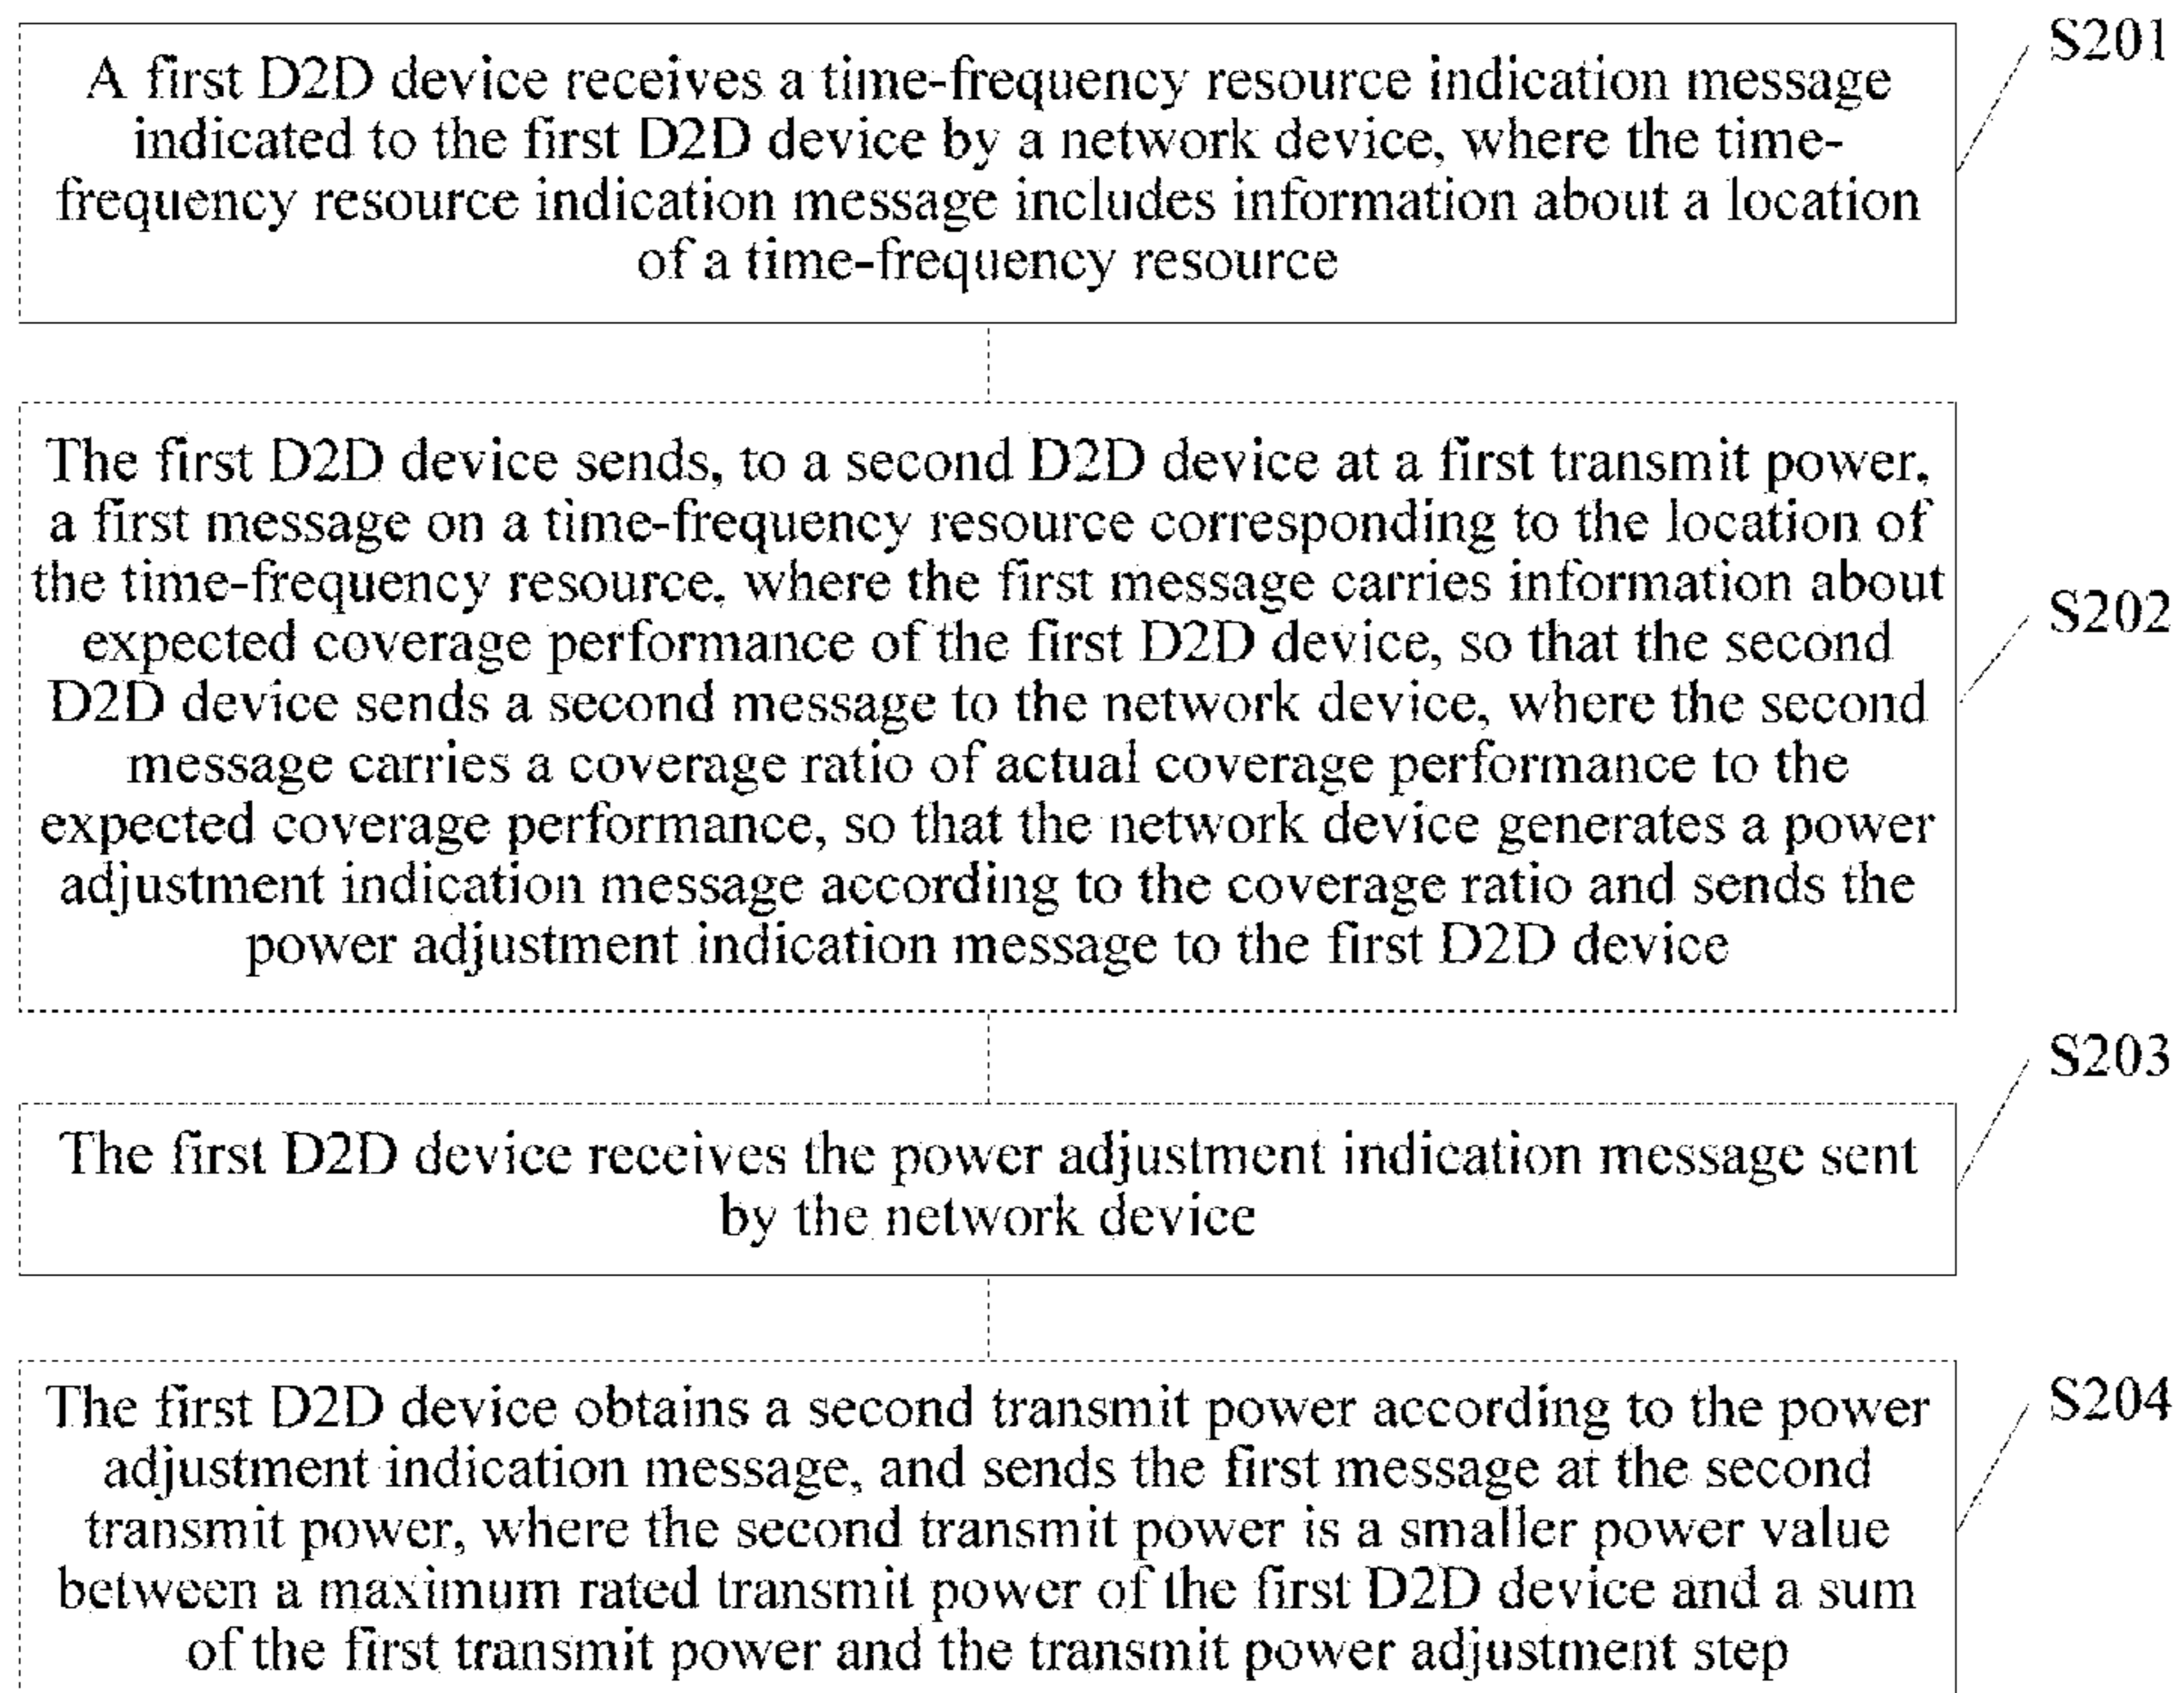 S201
A first D2D device receives a time-frequency resource indication message
indicated to the first D2D device by a network device, where the time-
frequency resource indication message includes information about a location
of a time-frequency resource
The first D2D device sends, to a second D2D device at a first transmit power,
a first message on a time-frequency resource corresponding to the location of
the time-frequency resource, where the first message carries information about
expected coverage performance of the first D2D device, so that the second
S202
D2D device sends a second message to the network device, where the second
message carries a coverage ratio of actual coverage performance to the
expected coverage performance, so that the network device generates a power
adjustment indication message according to the coverage ratio and sends the
power adjustment indication message to the first D2D device
S203
The first D2D device receives the power adjustment indication message sent
by the network device
S204
The first D2D device obtains a second transmit power according to the power
adjustment indication message, and sends the first message at the second
transmit power, where the second transmit power is a smaller power value
between a maximum rated transmit power of the first D2D device and a sum
of the first transmit power and the transmit power adjustment step